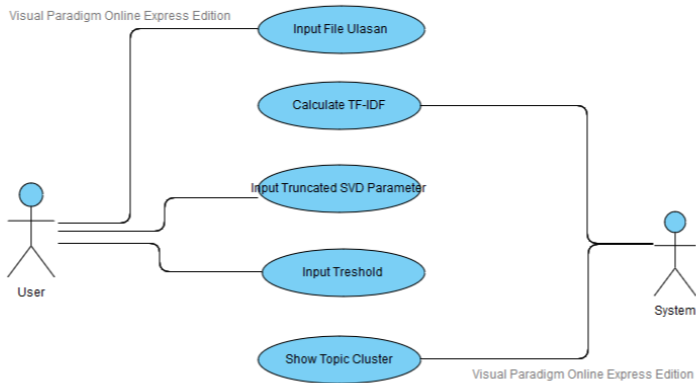 Visual Paradigm Online Express Edition
Input File Ulasan
Calculate TF-IDF
Input Truncated SVD Parameter
Input Treshold
User
System
Show Topic Cluster
Visual Paradigm Online Express Edition